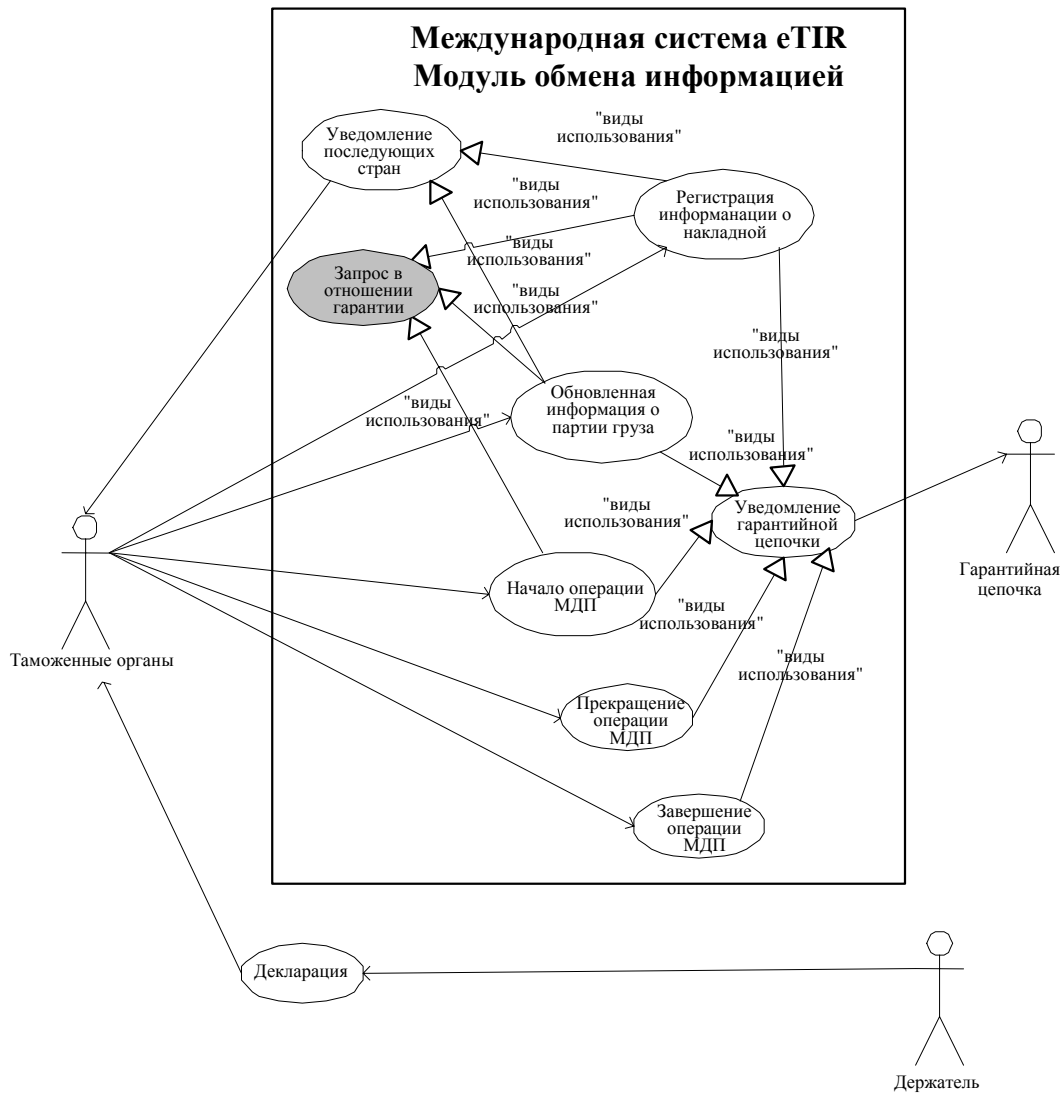 Международная система eTIR
Модуль обмена информацией
"виды
использования"
Уведомление
последующих
стран
"виды
использования"
Регистрация
информанации о
накладной
"виды
использования"
Запрос в
отношении
гарантии
"виды
использования"
"виды
использования"
Обновленная
информация о
партии груза
"виды
использования"
"виды
использования"
Уведомление
гарантийной
цепочки
"виды
использования"
Гарантийная
цепочка
Начало операции
МДП
"виды
использования"
Таможенные органы
"виды
использования"
Прекращение
операции
МДП
Завершение
операции
МДП
Декларация
Держатель